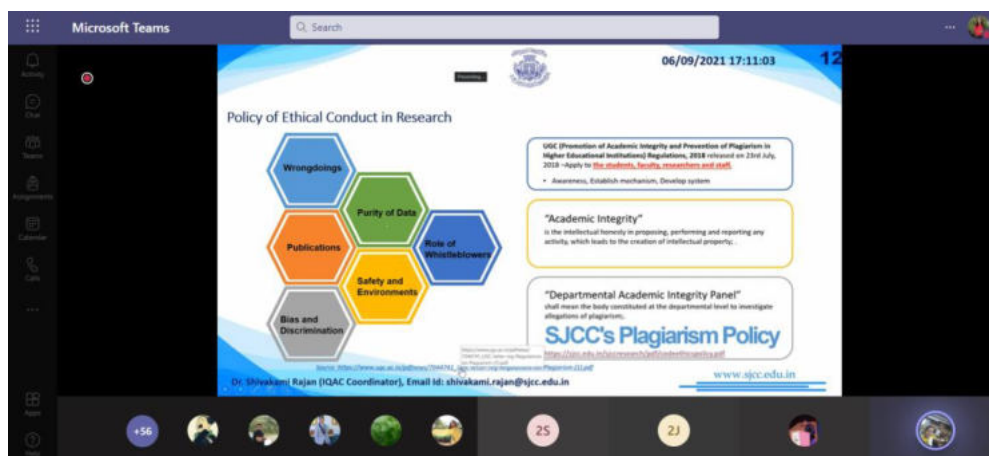 Microsoft Teams
Search
Activity
Chat
Teams
Assignments
Calendar
Calls
Apps
Help
06/09/2021 17:11:03
12
Presenting
Policy of Ethical Conduct in Research
Wrongdoings
Purity of Data
Publications
Role of
Whistleblowers
Safety and
Environments
Bias and
Discrimination
UGC (Promotion of Academic Integrity and Prevention of Plagiarism in
Higher Educational Institutions) Regulations, 2018 released on 23rd July,
2018 –Apply to the students, faculty, researchers and staff.
• Awareness, Establish mechanism, Develop system
"Academic Integrity"
is the intellectual honesty in proposing, performing and reporting any
activity, which leads to the creation of intellectual property;
"Departmental Academic Integrity Panel"
shall mean the body constituted at the departmental level to investigate
allegations of plagiarism;
SJCC's Plagiarism Policy
Dr. Shivakami Rajan (IQAC Coordinator), Email Id: shivakami.rajan@sjcc.edu.in
www.sjcc.edu.in
+56
2S
2J